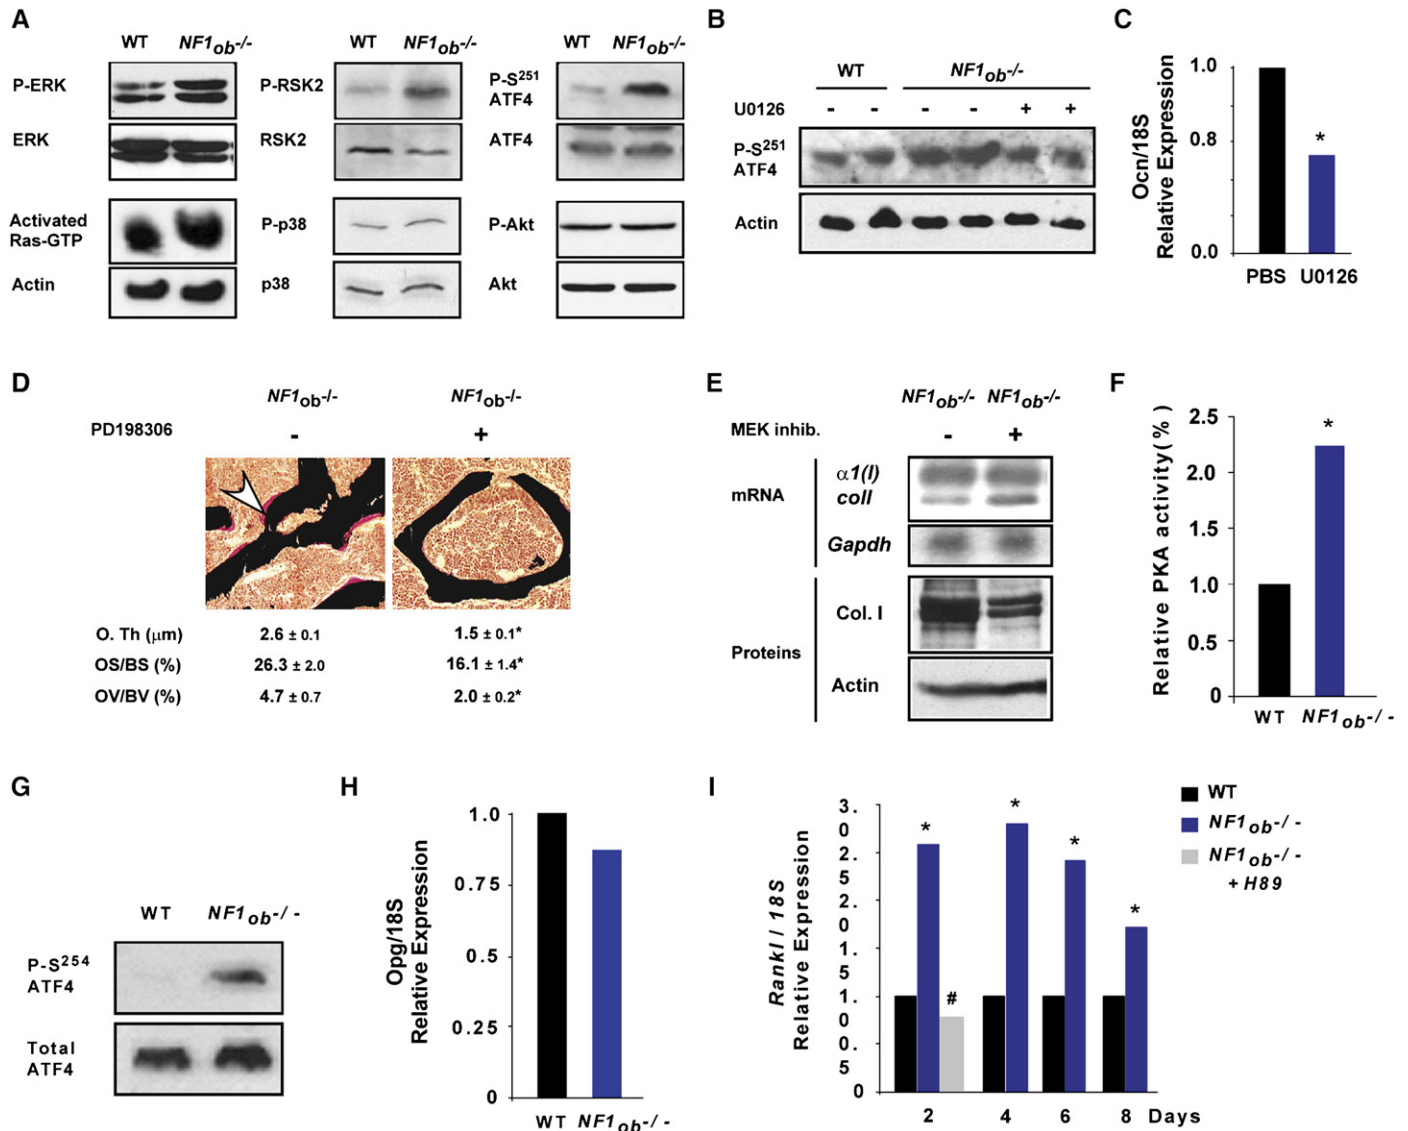 A
WT NF1ob-/-
P-ERK
ERK
Activated
Ras-GTP
Actin
WT NF1ob-/-
P-RSK2
RSK2
P-p38
p38
WT NF1ob-/-
P-S251
ATF4
ATF4
P-Akt
Akt
B
WT NF1ob-/-
U0126 - - - - + +
P-S251
ATF4
Actin
C
Ocn/18S
Relative Expression
1.0
0.8
0.0
*
PBS U0126
D
NF1ob-/- NF1ob-/-
PD198306 - +
O. Th (μm) 2.6 ± 0.1 1.5 ± 0.1*
OS/BS (%) 26.3 ± 2.0 16.1 ± 1.4*
OV/BV (%) 4.7 ± 0.7 2.0 ± 0.2*
E
NF1ob-/- NF1ob-/-
MEK inhib. - +
mRNA
α1(I)
collI
Gapdh
Proteins
Col. I
Actin
F
Relative PKA activity(%)
2.5
2.0
1.5
1.0
0.5
0
*
WT NF1ob-/-
G
WT NF1ob-/-
P-S254
ATF4
Total
ATF4
H
Opg/18S
Relative Expression
1.0
0.75
0.5
0.25
0
WT NF1ob-/-
I
Rankl / 18S
Relative Expression
3.
0
2.
5
2.
0
1.
5
1.
0
0.
5
0
* # * * *
2 4 6 8 Days
WT
NF1ob-/-
NF1ob-/-
+ H89